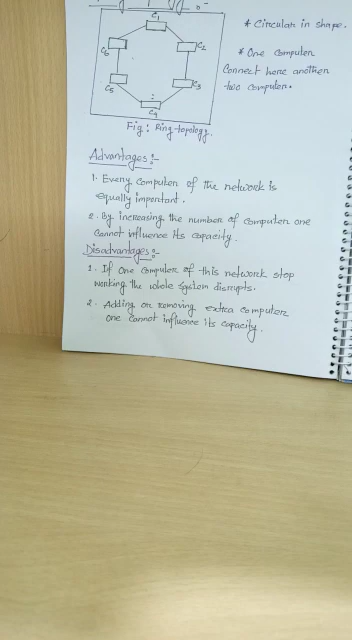 C1
C2
C3
C4
C5
C6
* Circular in shape.
* One Computer
Connect here another
two computer.
Fig: Ring-topology.
Advantages:-
1. Every computer of the network is
equally important.
2. By increasing the number of computer one
cannot influence its capacity.
Disadvantages:-
1. If one computer of this network stop
working the whole system disrupts.
2. Adding or removing extra computer
one cannot influence its capacity.